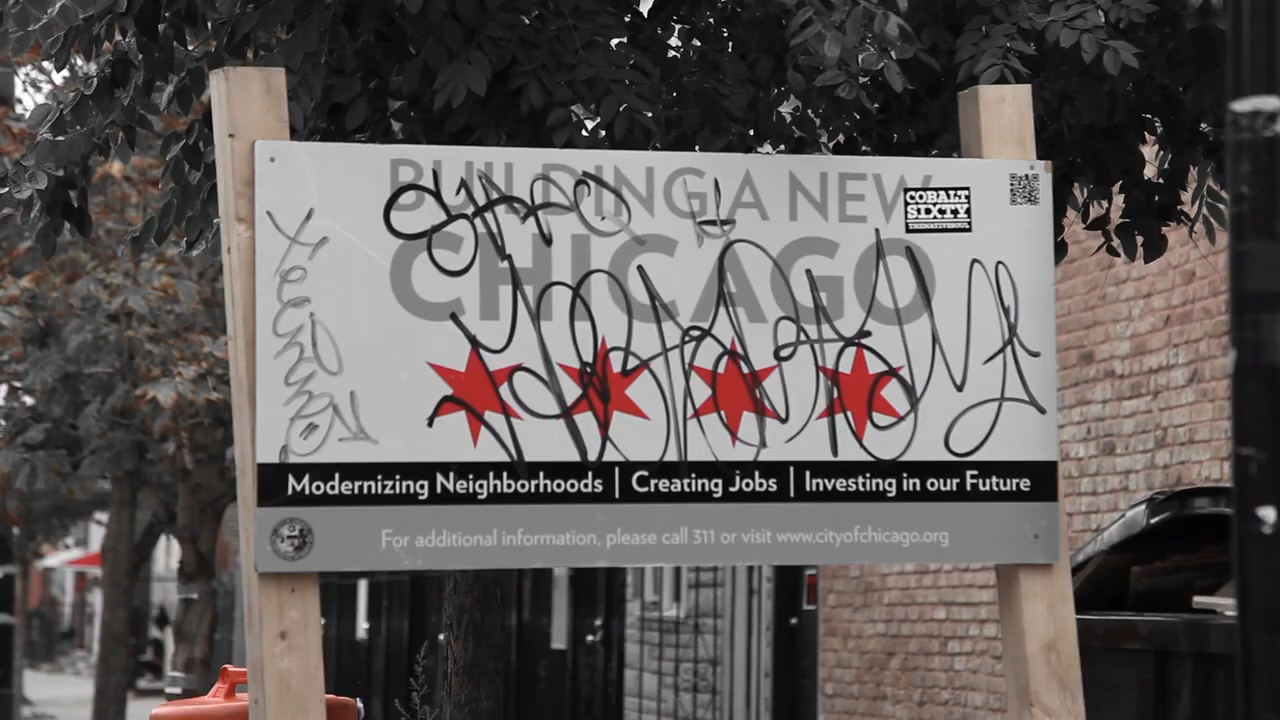 BUILDING A NEW
CHICAGO
COBALT
SIXTY
THENATIVESOUL
Modernizing Neighborhoods | Creating Jobs | Investing in our Future
For additional information, please call 311 or visit www.cityofchicago.org